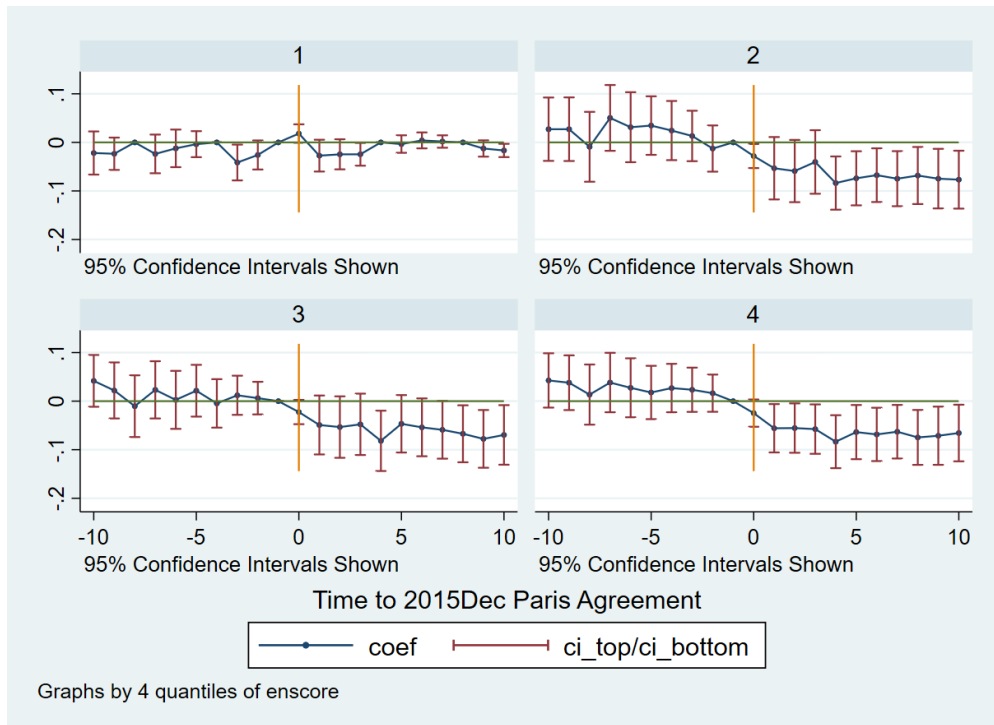 1
2
.1
0
-.1
-.2
95% Confidence Intervals Shown
95% Confidence Intervals Shown
3
4
.1
0
-.1
-.2
-10 -5 0 5 10
-10 -5 0 5 10
95% Confidence Intervals Shown
95% Confidence Intervals Shown
Time to 2015Dec Paris Agreement
coef ci_top/ci_bottom
Graphs by 4 quantiles of enscore